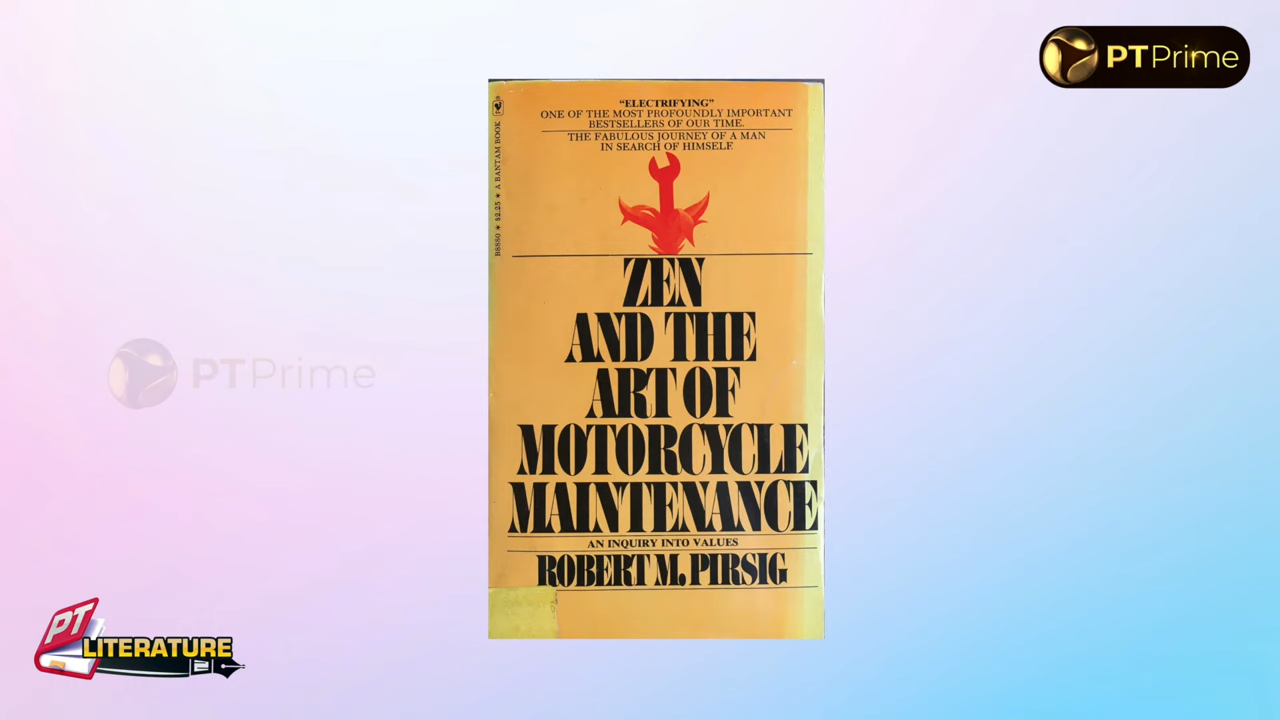 PTPrime
"ELECTRIFYING"
ONE OF THE MOST PROFOUNDLY IMPORTANT
BESTSELLERS OF OUR TIME.
THE FABULOUS JOURNEY OF A MAN
IN SEARCH OF HIMSELF
B8880 * $2.25 * A BANTAM BOOK
ZEN
AND THE
ART OF
MOTORCYCLE
MAINTENANCE
AN INQUIRY INTO VALUES
ROBERT M. PIRSIG
PTPrime
PT
LITERATURE